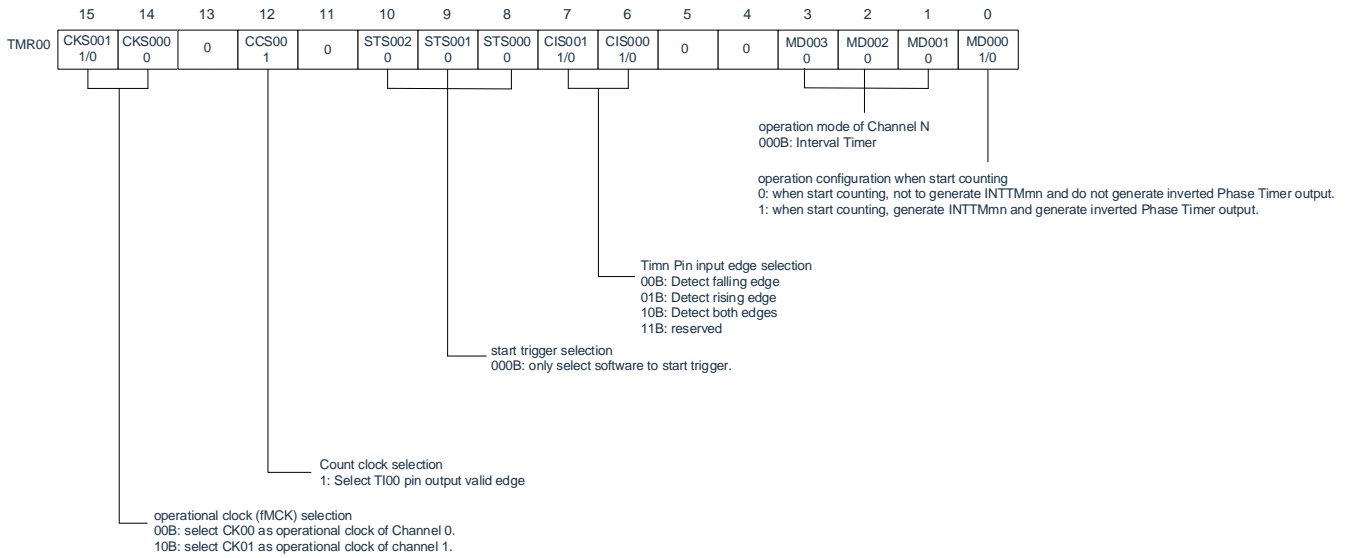 15 14 13 12 11 10 9 8 7 6 5 4 3 2 1 0
TMR00 CKS001 CKS000 0 CCS00 0 STS002 STS001 STS000 CIS001 CIS000 0 0 MD003 MD002 MD001 MD000
1/0 0 1 0 0 0 1/0 1/0 0 0 0 1/0
operation mode of Channel N
000B: Interval Timer
operation configuration when start counting
0: when start counting, not to generate INTTMmn and do not generate inverted Phase Timer output.
1: when start counting, generate INTTMmn and generate inverted Phase Timer output.
Timn Pin input edge selection
00B: Detect falling edge
01B: Detect rising edge
10B: Detect both edges
11B: reserved
start trigger selection
000B: only select software to start trigger.
Count clock selection
1: Select TI00 pin output valid edge
operational clock (fMCK) selection
00B: select CK00 as operational clock of Channel 0.
10B: select CK01 as operational clock of channel 1.